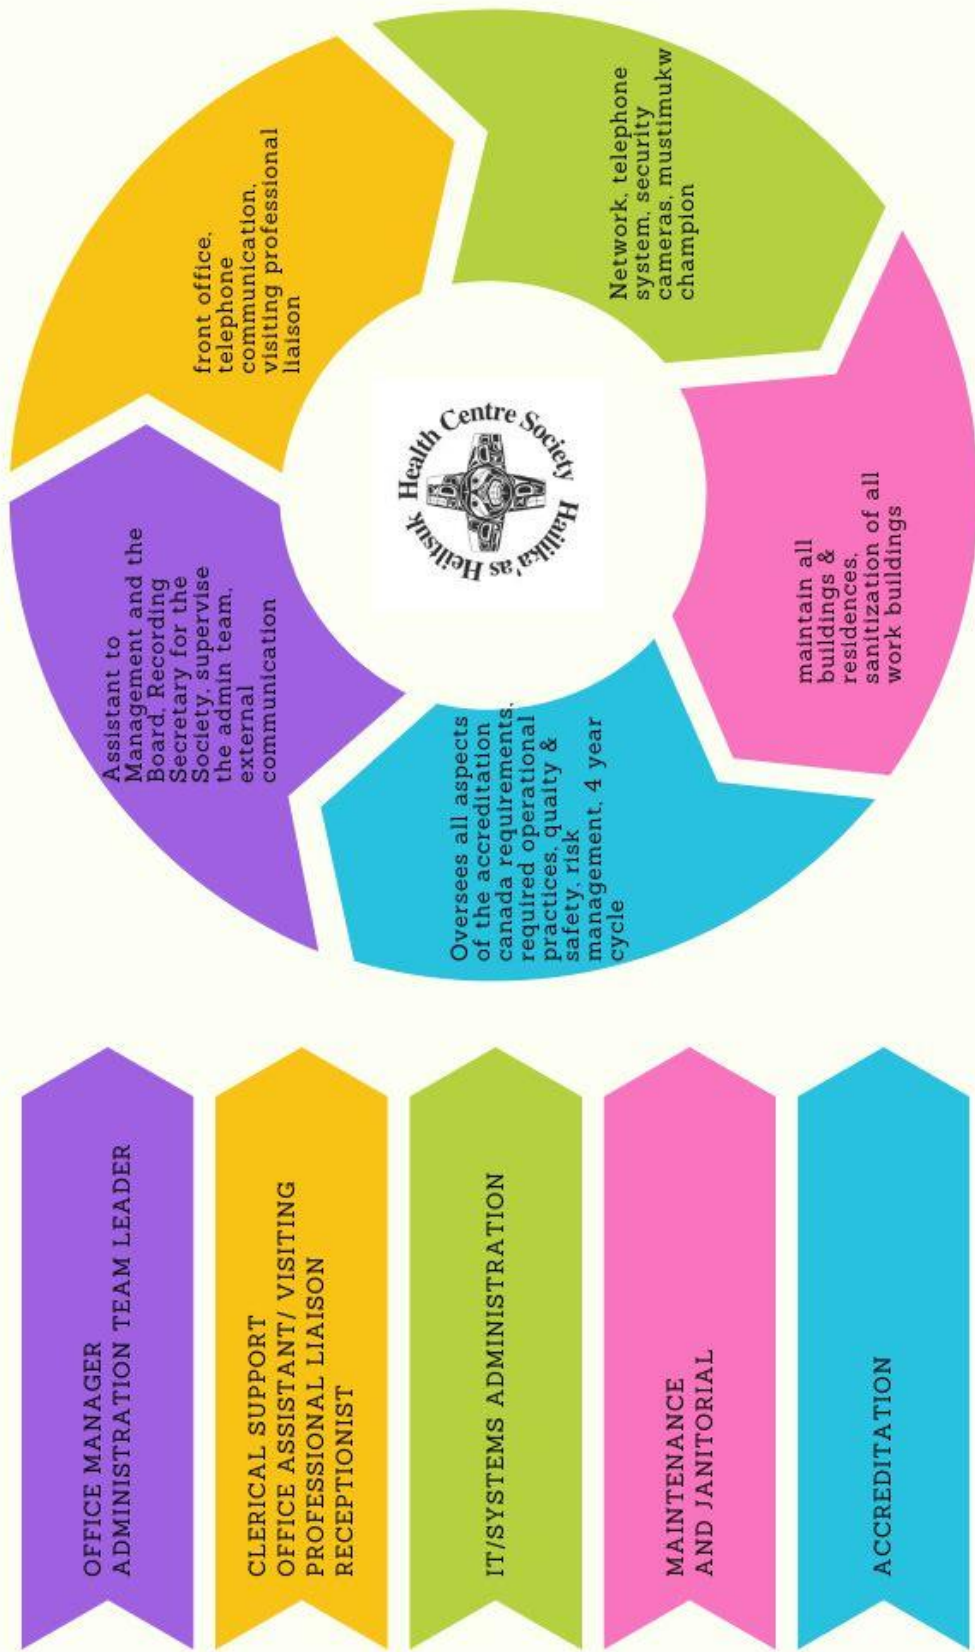 OFFICE MANAGER
ADMINISTRATION TEAM LEADER
CLERICAL SUPPORT
OFFICE ASSISTANT/ VISITING
PROFESSIONAL LIAISON
RECEPTIONIST
IT/SYSTEMS ADMINISTRATION
MAINTENANCE
AND JANITORIAL
ACCREDITATION
Assistant to
Management and the
Board, Recording
Secretary for the
Society, supervise
the admin team,
external
communication
front office,
telephone
communication,
visiting professional
liaison
Network, telephone
system, security
cameras, mustimukw
champion
maintain all
buildings &
residences,
sanitization of all
work buildings
Oversees all aspects
of the accreditation
canada requirements,
required operational
practices, quaity &
safety, risk
management, 4 year
cycle
Hailika'as Heiltsuk Health Centre Society